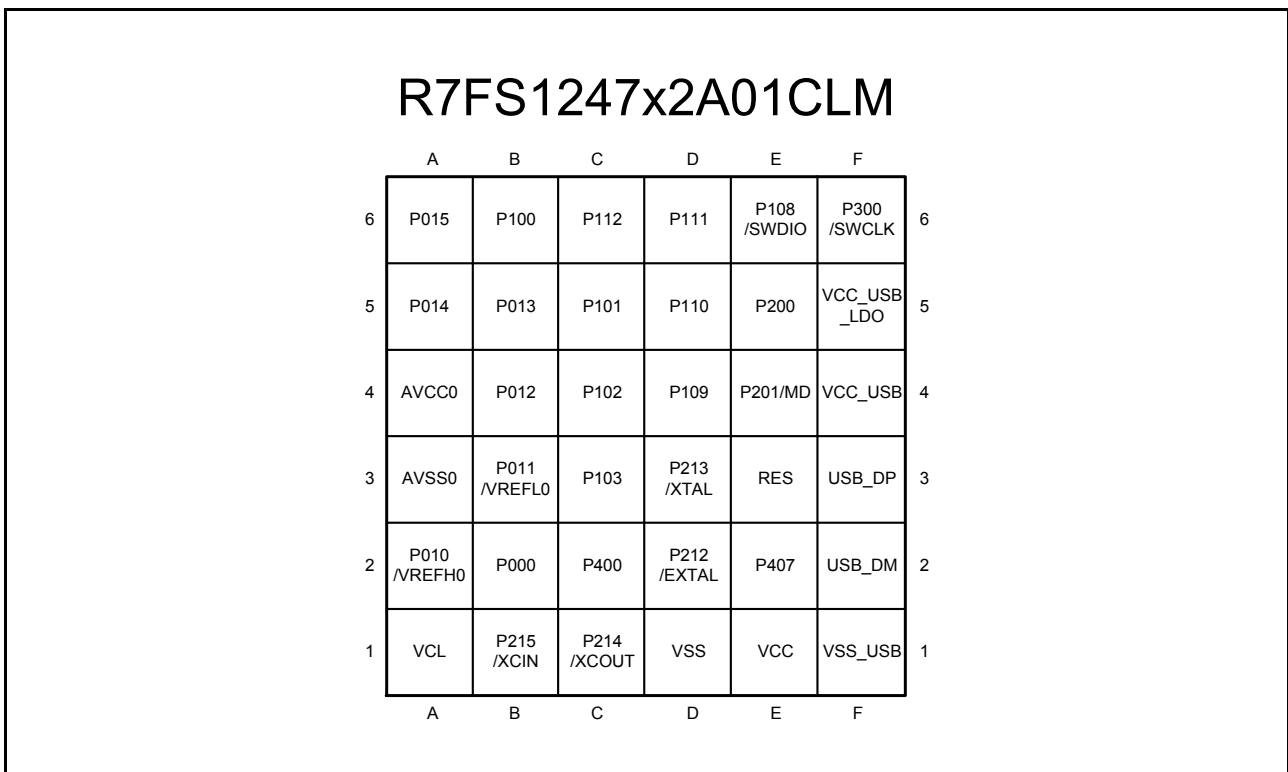 R7FS1247x2A01CLM
A B C D E F
6 P015 P100 P112 P111 P108 /SWDIO P300 /SWCLK 6
5 P014 P013 P101 P110 P200 VCC_USB _LDO 5
4 AVCC0 P012 P102 P109 P201/MD VCC_USB 4
3 AVSS0 P011 /VREFL0 P103 P213 /XTAL RES USB_DP 3
2 P010 /VREFH0 P000 P400 P212 /EXTAL P407 USB_DM 2
1 VCL P215 /XCIN P214 /XCOUT VSS VCC VSS_USB 1
A B C D E F